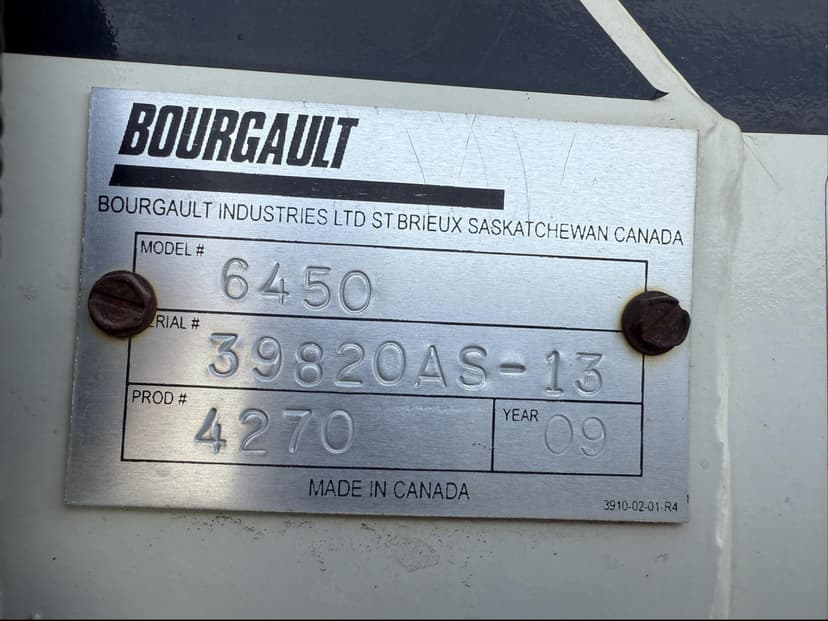 BOURGAULT
BOURGAULT INDUSTRIES LTD ST.BRIEUX SASKATCHEWAN CANADA
MODEL # 6450
ERIAL # 39820AS-13
PROD # 4270 YEAR 09
MADE IN CANADA
3910-02-01-R4